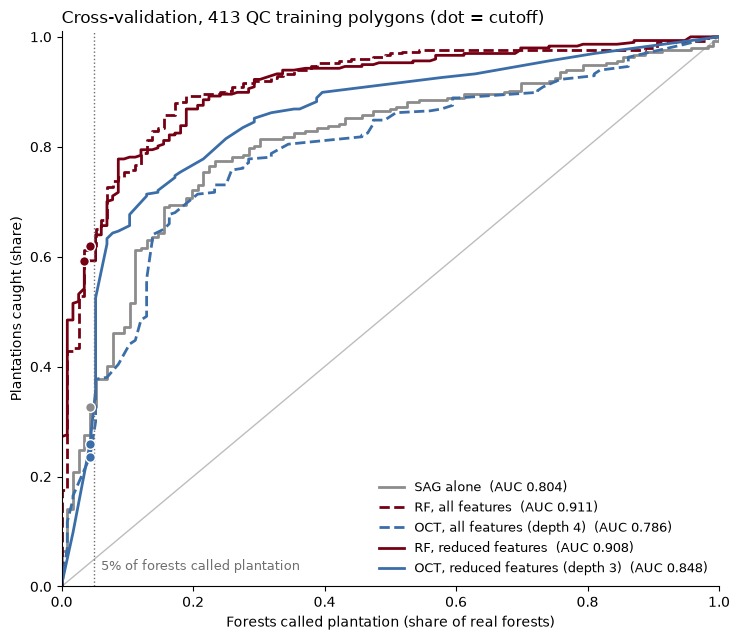 Cross-validation, 413 QC training polygons (dot = cutoff)
1.0
0.8
0.6
0.4
0.2
0.0
Plantations caught (share)
SAG alone (AUC 0.804)
RF, all features (AUC 0.911)
OCT, all features (depth 4) (AUC 0.786)
RF, reduced features (AUC 0.908)
OCT, reduced features (depth 3) (AUC 0.848)
5% of forests called plantation
0.0 0.2 0.4 0.6 0.8 1.0
Forests called plantation (share of real forests)